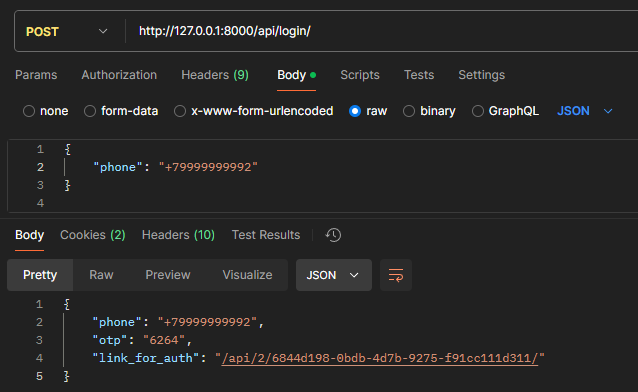 POST http://127.0.0.1:8000/api/login/
Params Authorization Headers (9) Body Scripts Tests Settings
none form-data x-www-form-urlencoded raw binary GraphQL JSON
1 {
2 "phone": "+79999999992"
3 }
4
Body Cookies (2) Headers (10) Test Results
Pretty Raw Preview Visualize JSON
1 {
2 "phone": "+79999999992",
3 "otp": "6264",
4 "link_for_auth": "/api/2/6844d198-0bdb-4d7b-9275-f91cc111d311/"
5 }